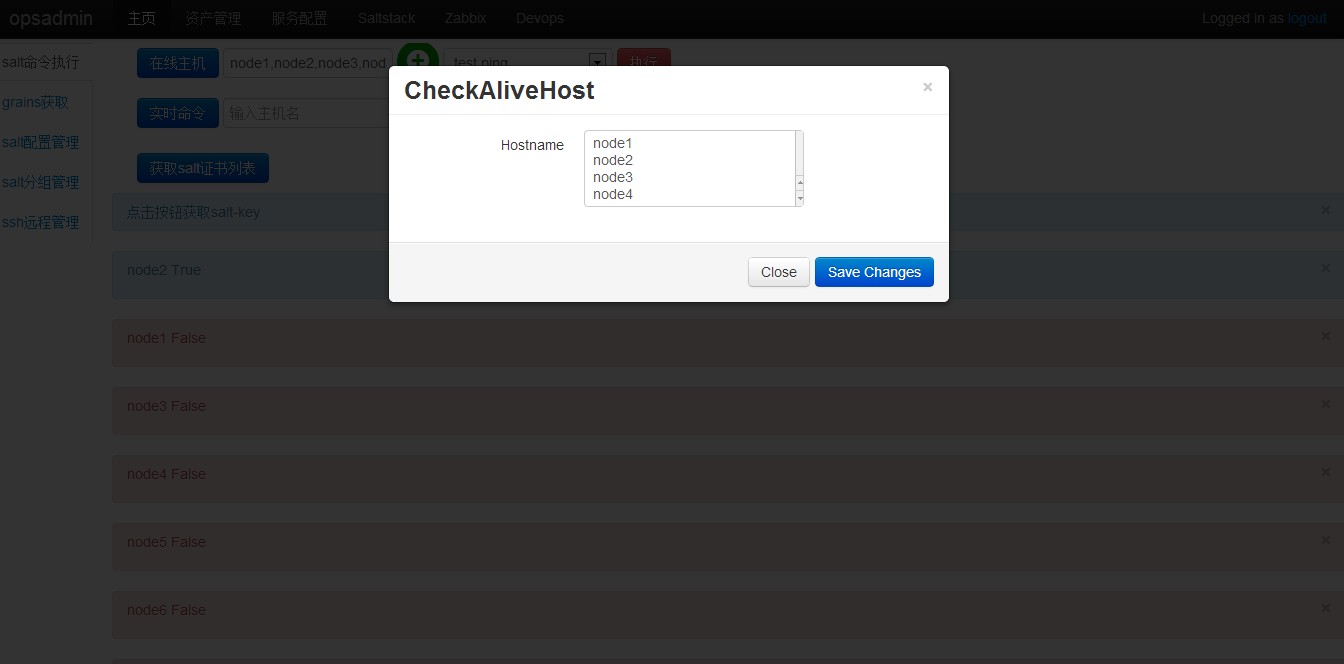 opsadmin 主页 资产管理 服务配置 Saltstack Zabbix Devops Logged in as logout
salt命令执行
grains获取
salt配置管理
salt分组管理
ssh远程管理
在线主机 node1,node2,node3,nod test.ping 执行
实时命令 输入主机名
获取salt证书列表
点击按钮获取salt-key ×
node2 True ×
node1 False ×
node3 False ×
node4 False ×
node5 False ×
node6 False ×
CheckAliveHost ×
Hostname
node1
node2
node3
node4
Close Save Changes